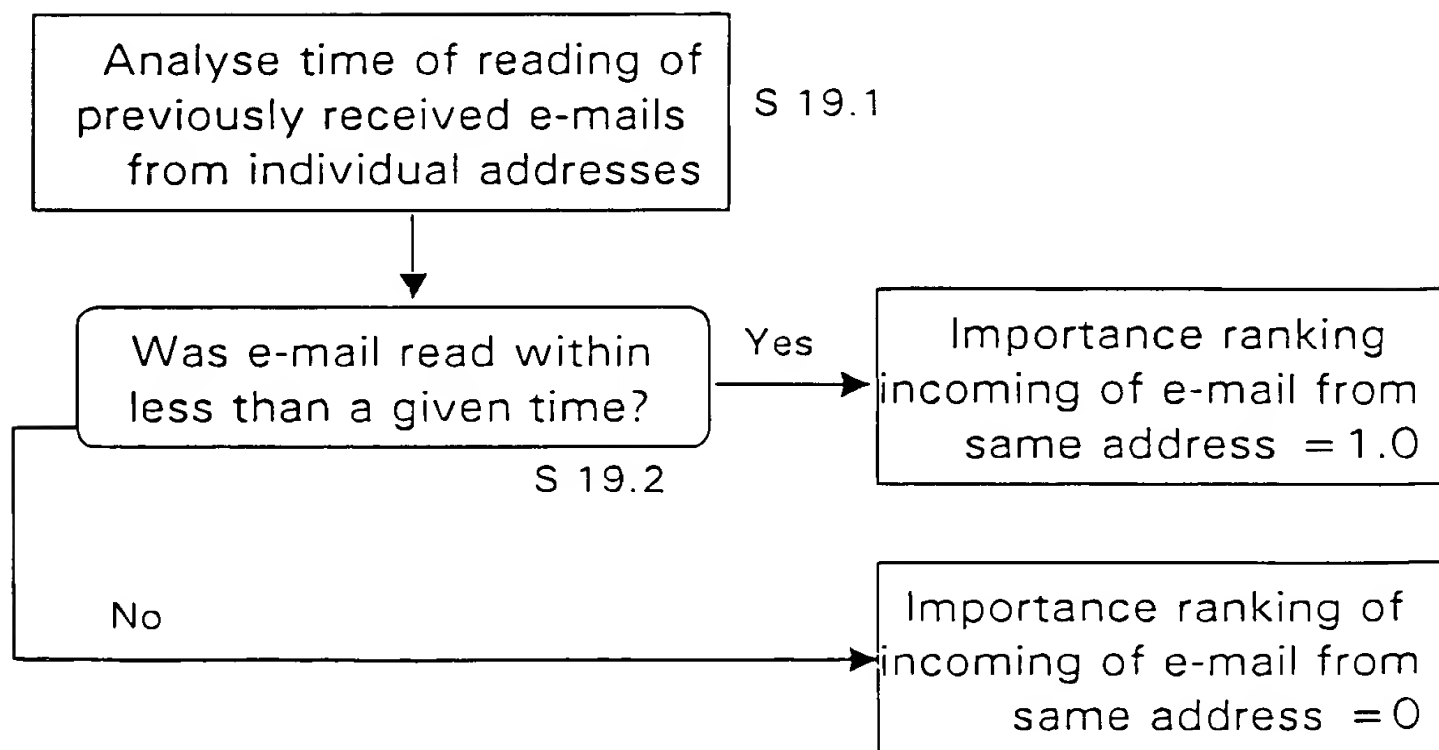 Analyse time of reading of
previously received e-mails
from individual addresses
S 19.1
Was e-mail read within
less than a given time?
S 19.2
Yes
Importance ranking
incoming of e-mail from
same address = 1.0
No
Importance ranking of
incoming of e-mail from
same address = 0